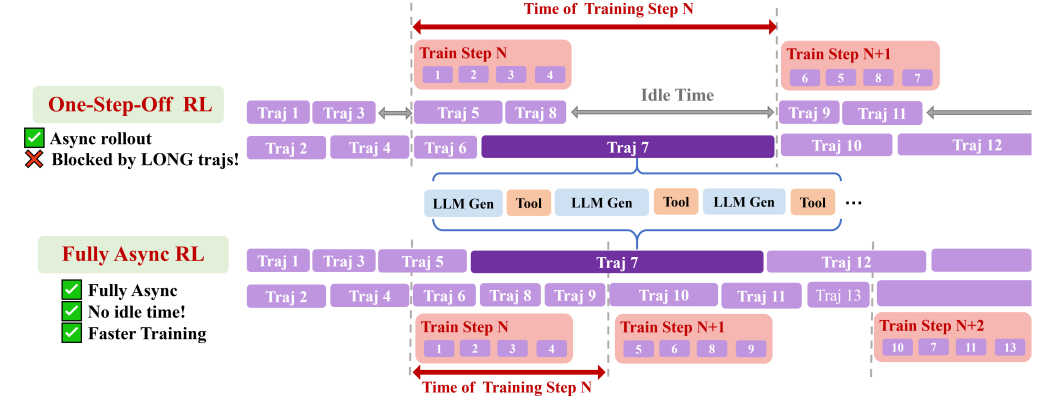 Time of Training Step N
Train Step N
1 2 3 4
Train Step N+1
6 5 8 7
One-Step-Off RL
Async rollout
Blocked by LONG trajs!
Idle Time
Traj 1 Traj 3 Traj 5 Traj 8 Traj 9 Traj 11
Traj 2 Traj 4 Traj 6 Traj 7 Traj 10 Traj 12
LLM Gen Tool LLM Gen Tool LLM Gen Tool ...
Fully Async RL
Fully Async
No idle time!
Faster Training
Traj 1 Traj 3 Traj 5 Traj 7 Traj 12
Traj 2 Traj 4 Traj 6 Traj 8 Traj 9 Traj 10 Traj 11 Traj 13
Train Step N
1 2 3 4
Train Step N+1
5 6 8 9
Train Step N+2
10 7 11 13
Time of Training Step N